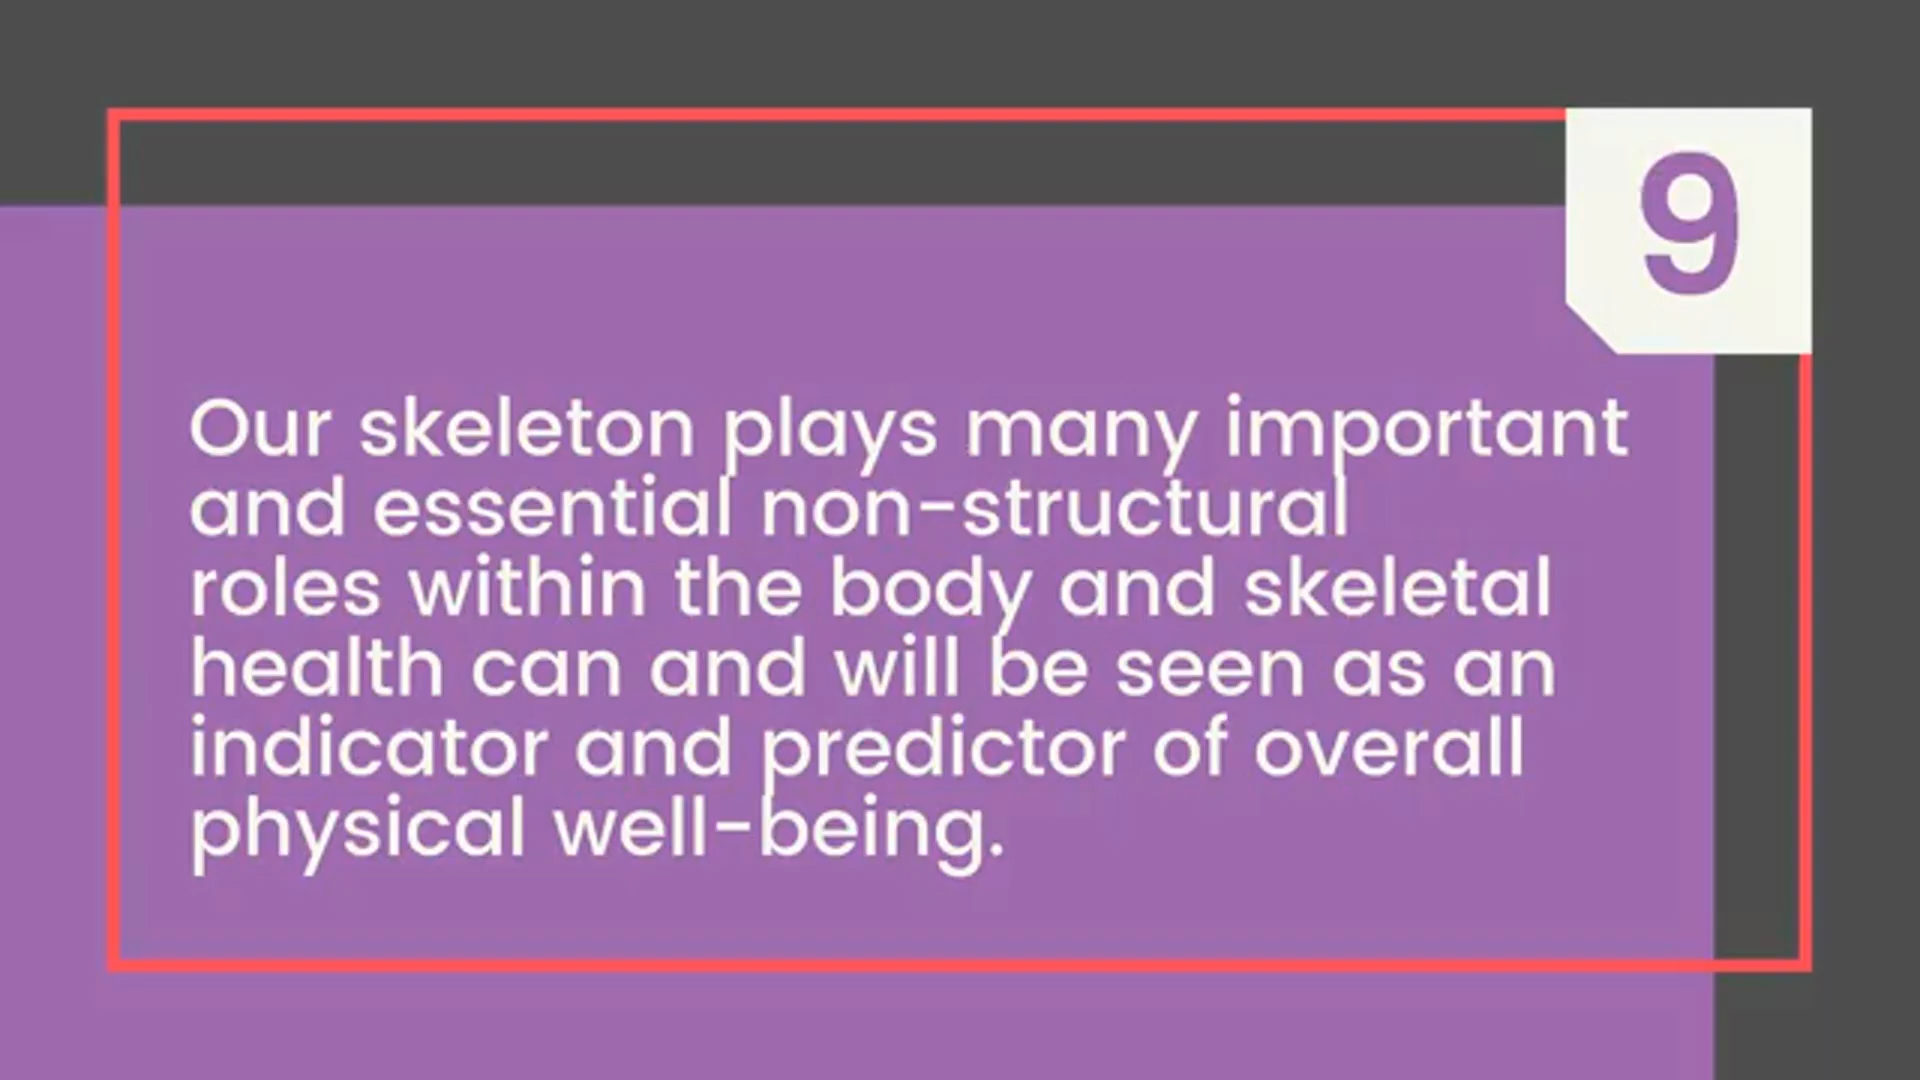 9
Our skeleton plays many important
and essential non-structural
roles within the body and skeletal
health can and will be seen as an
indicator and predictor of overall
physical well-being.